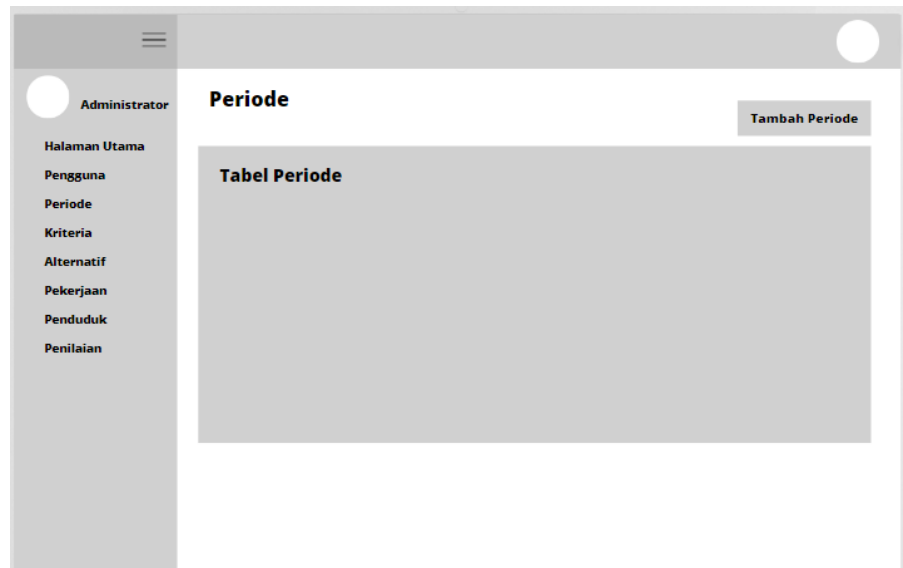 Administrator
Halaman Utama
Pengguna
Periode
Kriteria
Alternatif
Pekerjaan
Penduduk
Penilaian
Periode
Tambah Periode
Tabel Periode